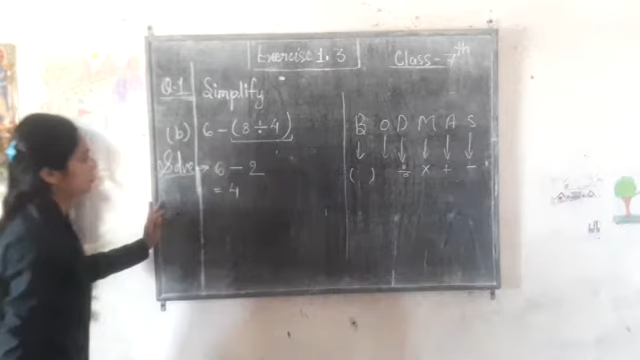 Exercise 1.3
Class - 7th
Q.1 Simplify
(b) 6 - (8 ÷ 4)
Solve → 6 - 2
= 4
B O D M A S
↓ ↓ ↓ ↓ ↓ ↓
( ) ÷ × + -